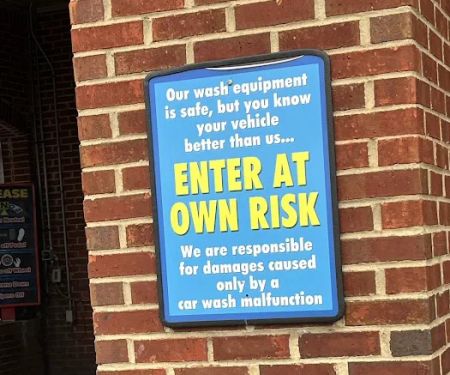 Our wash equipment
is safe, but you know
your vehicle
better than us...
ENTER AT
OWN RISK
We are responsible
for damages caused
only by a
car wash malfunction
EASE